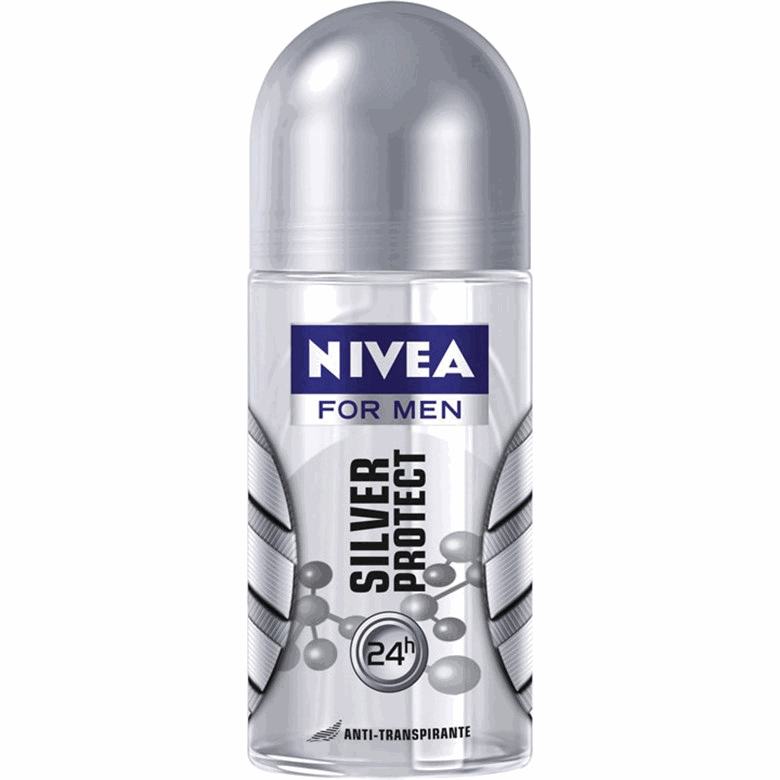 NIVEA
FOR MEN
SILVER
PROTECT
24h
ANTI-TRANSPIRANTE